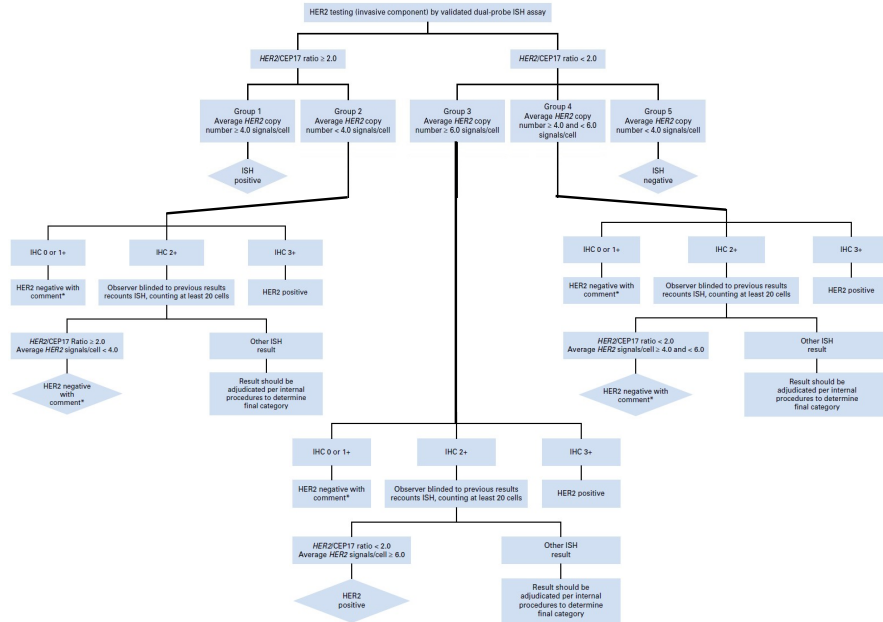 HER2 testing (invasive component) by validated dual-probe ISH assay
HER2/CEP17 ratio ≥ 2.0
HER2/CEP17 ratio < 2.0
Group 1
Average HER2 copy
number ≥ 4.0 signals/cell
Group 2
Average HER2 copy
number < 4.0 signals/cell
Group 3
Average HER2 copy
number ≥ 6.0 signals/cell
Group 4
Average HER2 copy
number ≥ 4.0 and < 6.0
signals/cell
Group 5
Average HER2 copy
number < 4.0 signals/cell
ISH
positive
ISH
negative
IHC 0 or 1+
IHC 2+
IHC 3+
HER2 negative with
comment*
Observer blinded to previous results
recounts ISH, counting at least 20 cells
HER2 positive
HER2/CEP17 Ratio ≥ 2.0
Average HER2 signals/cell < 4.0
Other ISH
result
HER2 negative
with
comment*
Result should be
adjudicated per internal
procedures to determine
final category
IHC 0 or 1+
IHC 2+
IHC 3+
HER2 negative with
comment*
Observer blinded to previous results
recounts ISH, counting at least 20 cells
HER2 positive
HER2/CEP17 ratio < 2.0
Average HER2 signals/cell ≥ 4.0 and < 6.0
Other ISH
result
HER2 negative with
comment*
Result should be
adjudicated per internal
procedures to determine
final category
IHC 0 or 1+
IHC 2+
IHC 3+
HER2 negative with
comment*
Observer blinded to previous results
recounts ISH, counting at least 20 cells
HER2 positive
HER2/CEP17 ratio < 2.0
Average HER2 signals/cell ≥ 6.0
Other ISH
result
HER2
positive
Result should be
adjudicated per internal
procedures to determine
final category